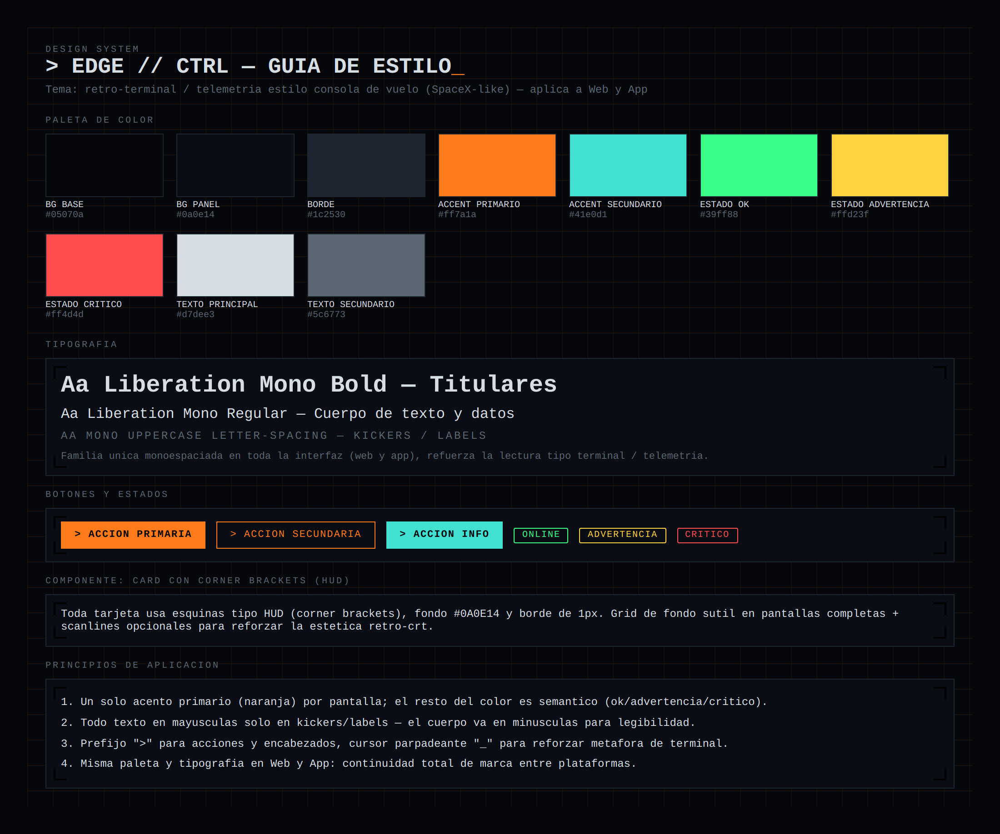 DESIGN SYSTEM
> EDGE // CTRL — GUIA DE ESTILO_
Tema: retro-terminal / telemetria estilo consola de vuelo (SpaceX-like) — aplica a Web y App
PALETA DE COLOR
BG BASE
#05070a
BG PANEL
#0a0e14
BORDE
#1c2530
ACCENT PRIMARIO
#ff7a1a
ACCENT SECUNDARIO
#41e0d1
ESTADO OK
#39ff88
ESTADO ADVERTENCIA
#ffd23f
ESTADO CRITICO
#ff4d4d
TEXTO PRINCIPAL
#d7dee3
TEXTO SECUNDARIO
#5c6773
TIPOGRAFIA
Aa Liberation Mono Bold — Titulares
Aa Liberation Mono Regular — Cuerpo de texto y datos
AA MONO UPPERCASE LETTER-SPACING — KICKERS / LABELS
Familia unica monoespaciada en toda la interfaz (web y app), refuerza la lectura tipo terminal / telemetria.
BOTONES Y ESTADOS
> ACCION PRIMARIA
> ACCION SECUNDARIA
> ACCION INFO
ONLINE
ADVERTENCIA
CRITICO
COMPONENTE: CARD CON CORNER BRACKETS (HUD)
Toda tarjeta usa esquinas tipo HUD (corner brackets), fondo #0A0E14 y borde de 1px. Grid de fondo sutil en pantallas completas +
scanlines opcionales para reforzar la estetica retro-crt.
PRINCIPIOS DE APLICACION
1. Un solo acento primario (naranja) por pantalla; el resto del color es semantico (ok/advertencia/critico).
2. Todo texto en mayusculas solo en kickers/labels — el cuerpo va en minusculas para legibilidad.
3. Prefijo ">" para acciones y encabezados, cursor parpadeante "_" para reforzar metafora de terminal.
4. Misma paleta y tipografia en Web y App: continuidad total de marca entre plataformas.